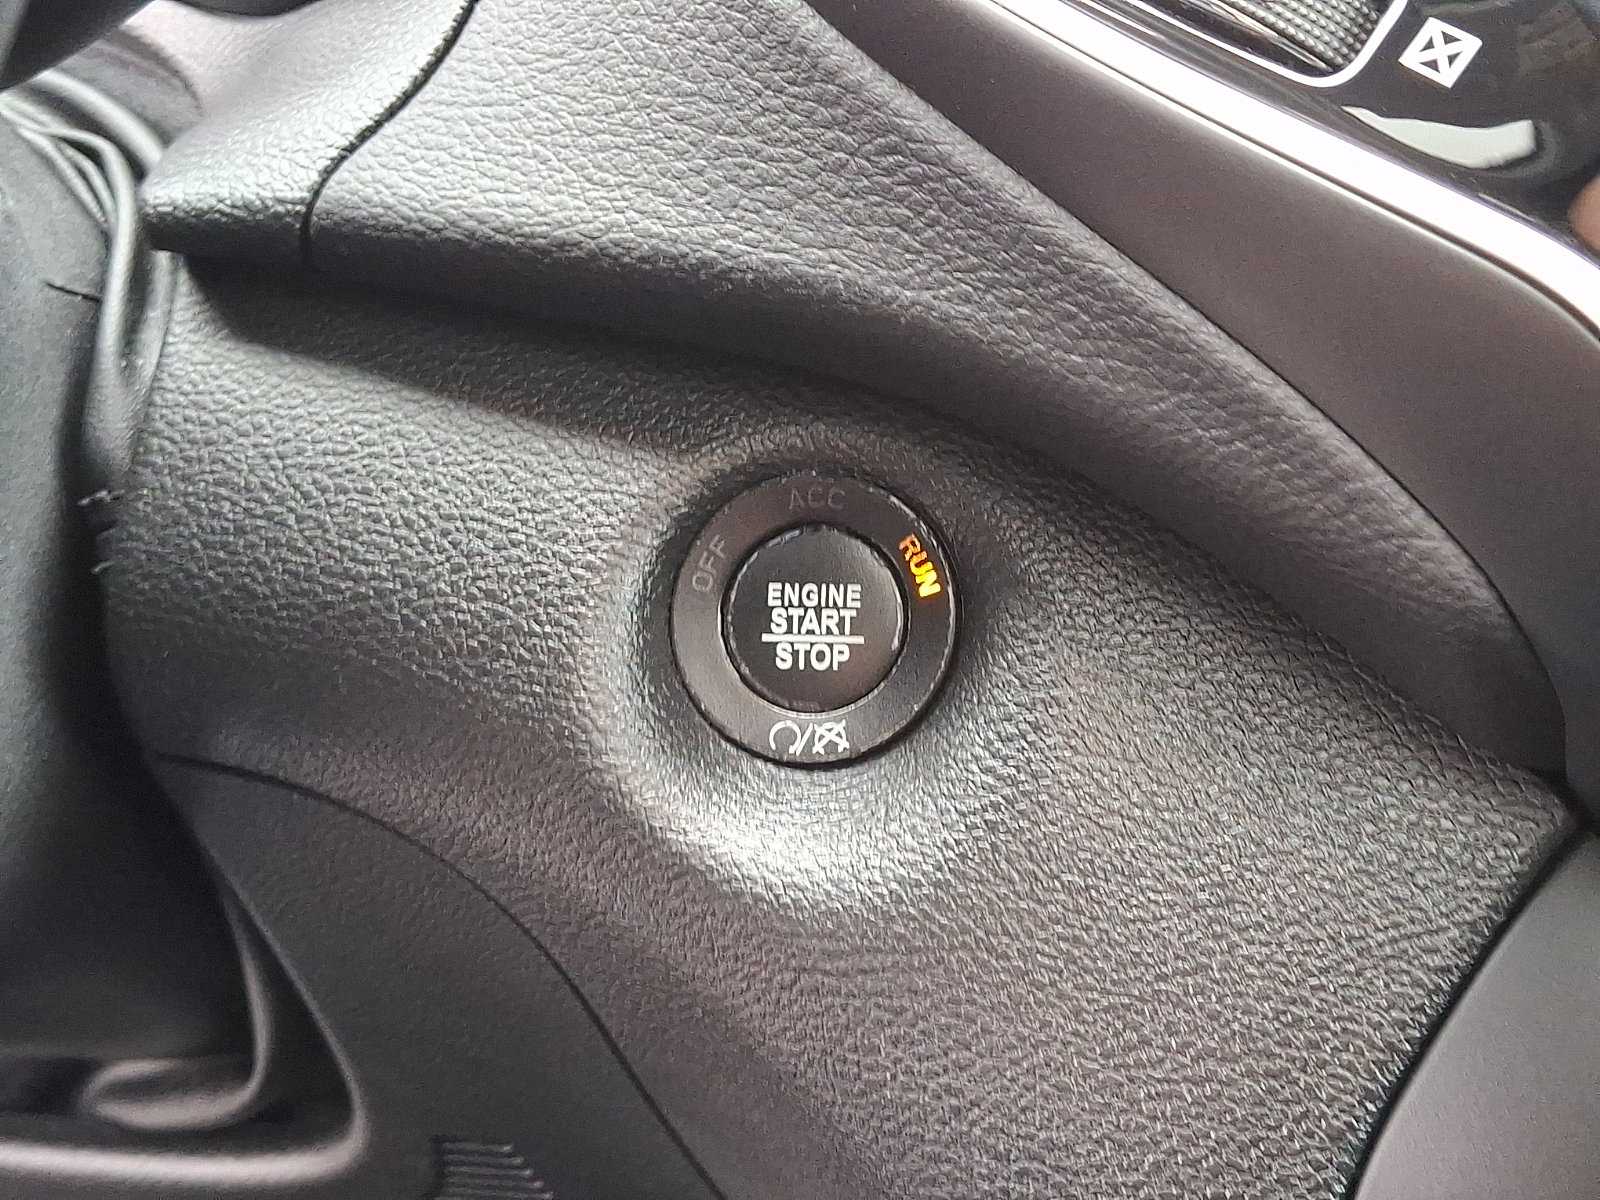 ACC
OFF
RUN
ENGINE
START
STOP